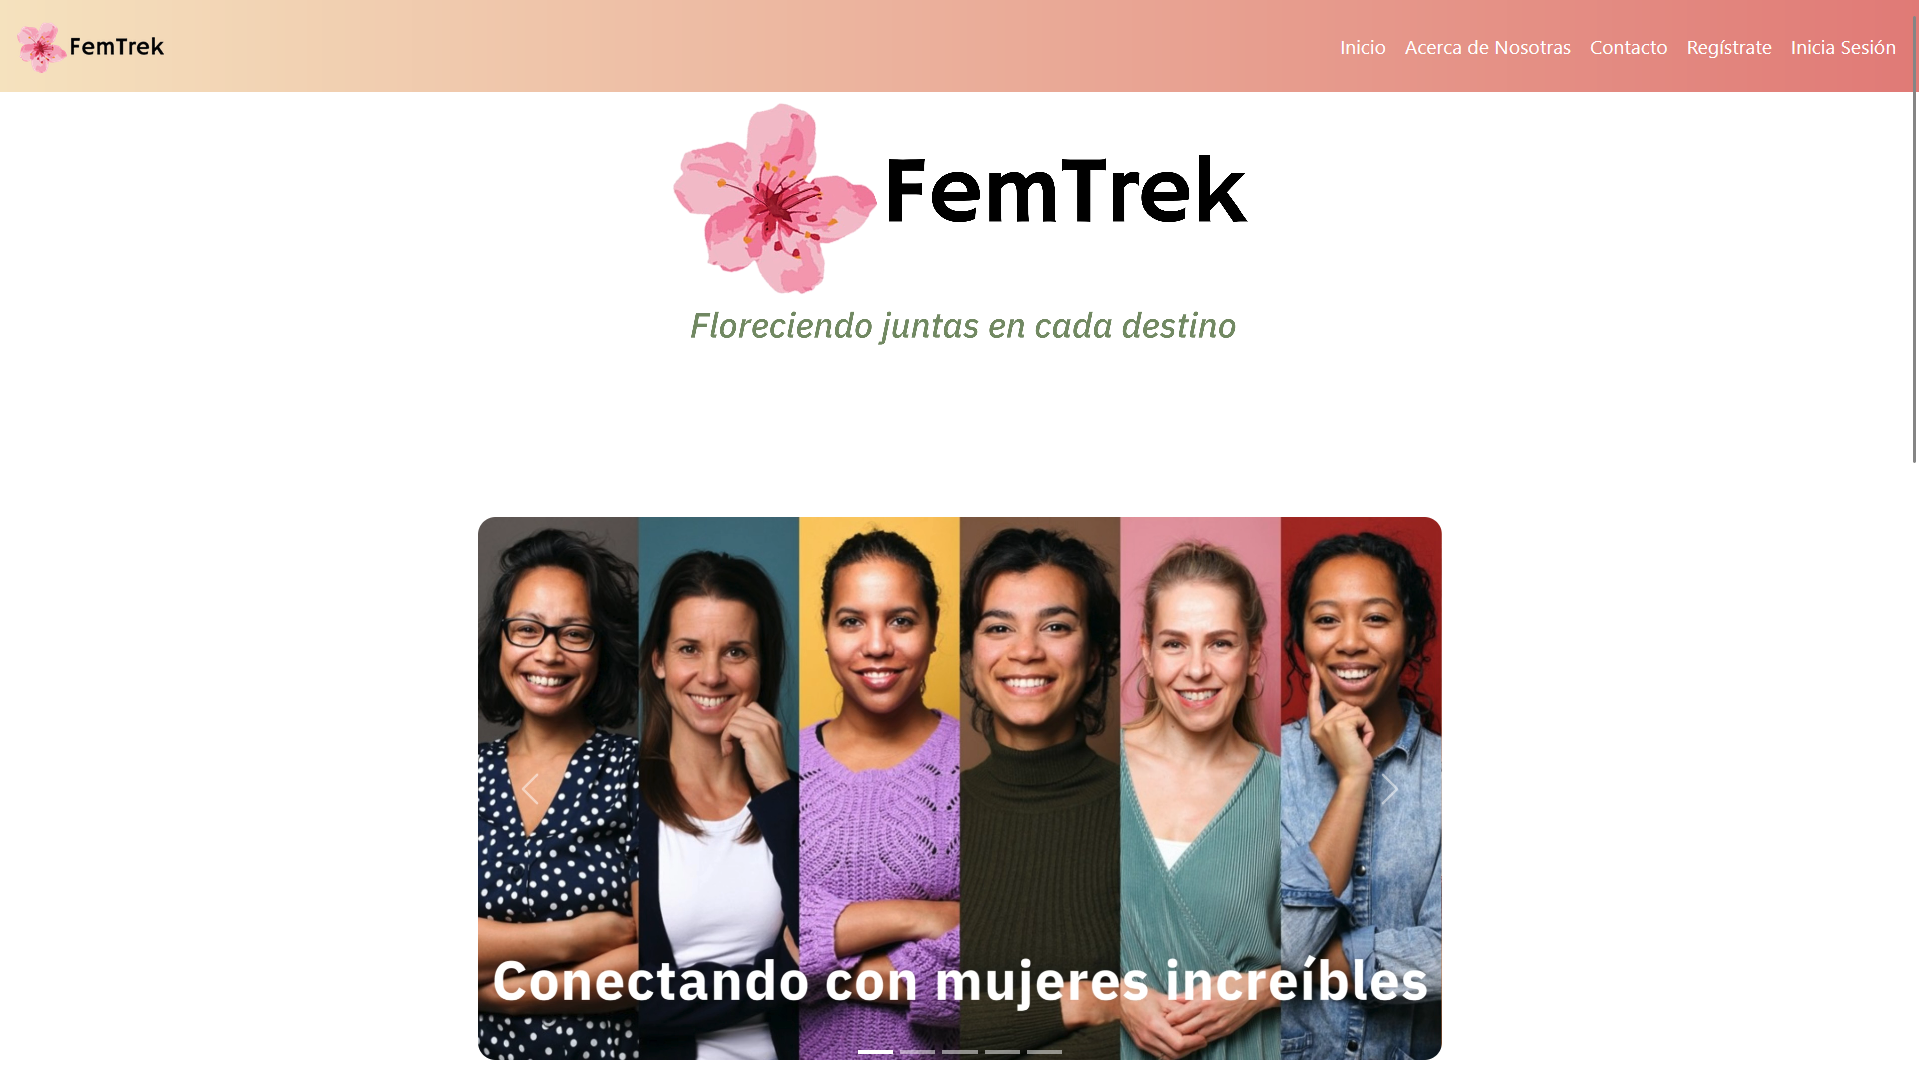 FemTrek
Inicio Acerca de Nosotras Contacto Regístrate Inicia Sesión
FemTrek
Floreciendo juntas en cada destino
Conectando con mujeres increíbles